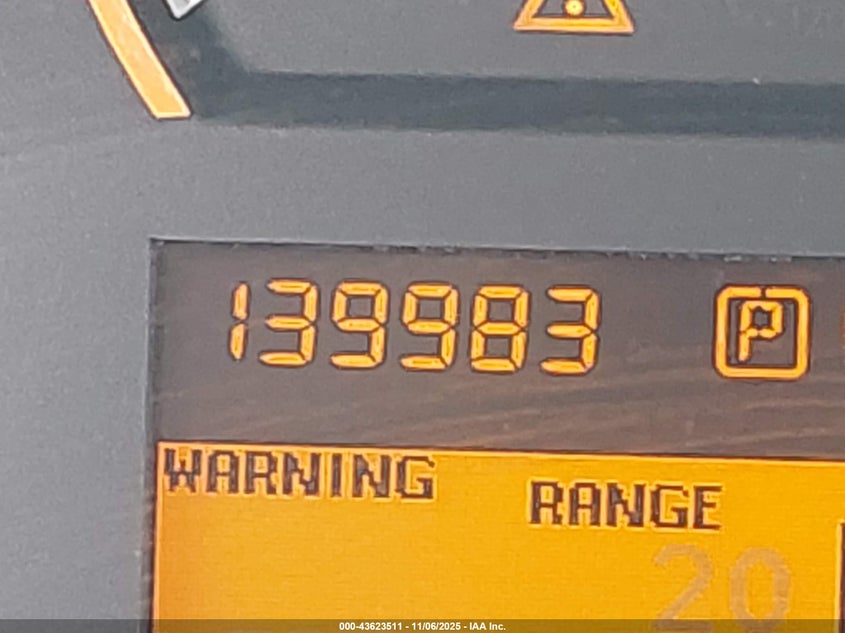 139983 P
WARNING
RANGE
20
000-43623511 - 11/06/2025 - IAA Inc.